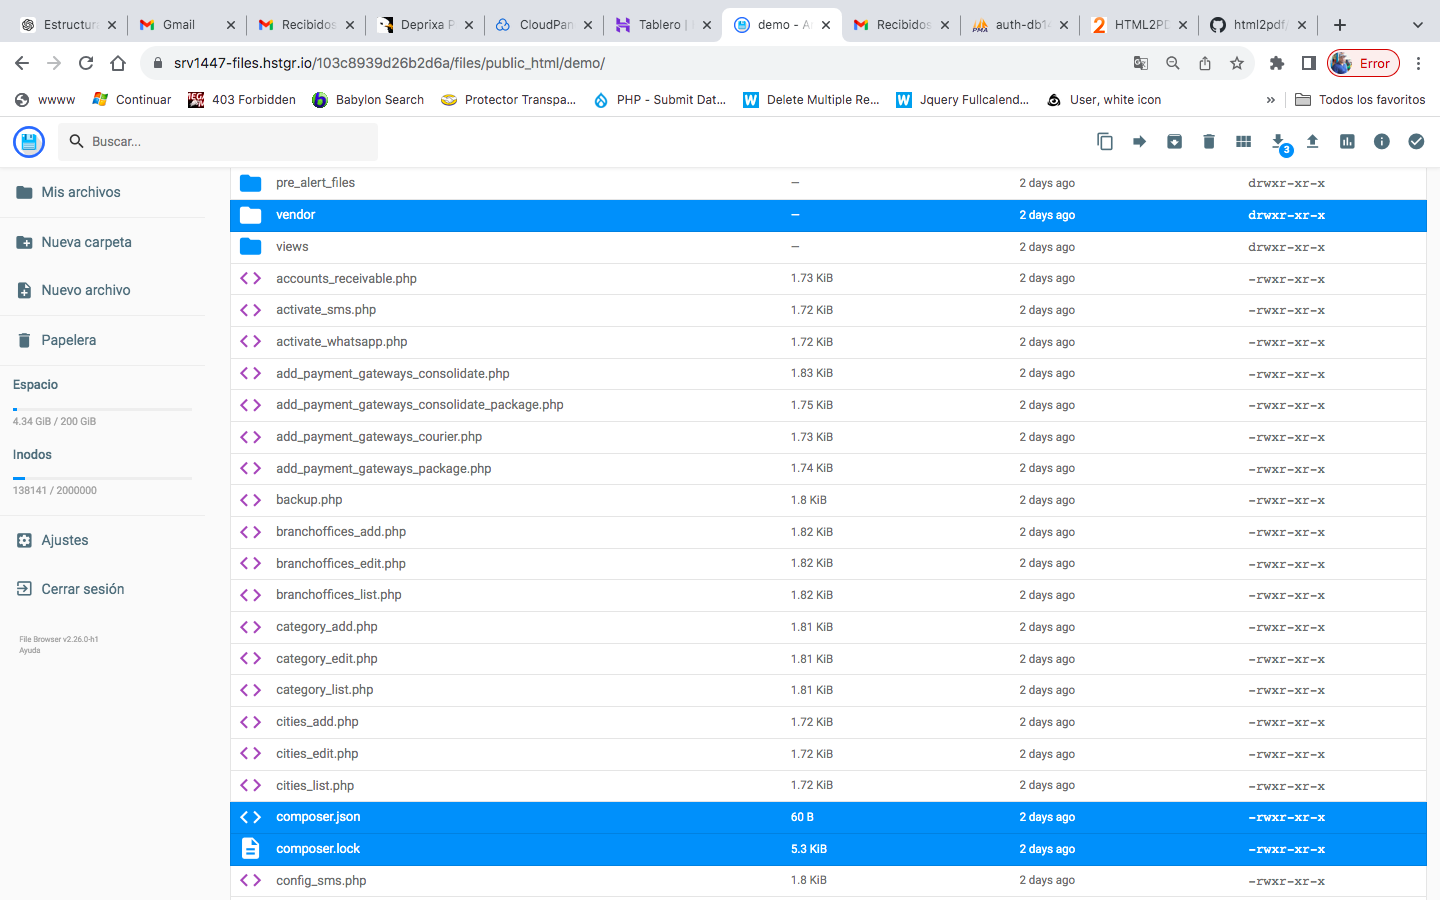 Estructura
Gmail
Recibidos
Deprixa P
CloudPan
Tablero |
demo - A
Recibidos
auth-db14
HTML2PD
html2pdf/
srv1447-files.hstgr.io/103c8939d26b2d6a/files/public_html/demo/
Error
wwww
Continuar
403 Forbidden
Babylon Search
Protector Transpa...
PHP - Submit Dat...
Delete Multiple Re...
Jquery Fullcalend...
User, white icon
»
Todos los favoritos
Buscar...
3
Mis archivos
Nueva carpeta
Nuevo archivo
Papelera
Espacio
4.34 GiB / 200 GiB
Inodos
138141 / 2000000
Ajustes
Cerrar sesión
File Browser v2.26.0-h1
Ayuda
pre_alert_files — 2 days ago drwxr-xr-x
vendor — 2 days ago drwxr-xr-x
views — 2 days ago drwxr-xr-x
accounts_receivable.php 1.73 KiB 2 days ago -rwxr-xr-x
activate_sms.php 1.72 KiB 2 days ago -rwxr-xr-x
activate_whatsapp.php 1.72 KiB 2 days ago -rwxr-xr-x
add_payment_gateways_consolidate.php 1.83 KiB 2 days ago -rwxr-xr-x
add_payment_gateways_consolidate_package.php 1.75 KiB 2 days ago -rwxr-xr-x
add_payment_gateways_courier.php 1.73 KiB 2 days ago -rwxr-xr-x
add_payment_gateways_package.php 1.74 KiB 2 days ago -rwxr-xr-x
backup.php 1.8 KiB 2 days ago -rwxr-xr-x
branchoffices_add.php 1.82 KiB 2 days ago -rwxr-xr-x
branchoffices_edit.php 1.82 KiB 2 days ago -rwxr-xr-x
branchoffices_list.php 1.82 KiB 2 days ago -rwxr-xr-x
category_add.php 1.81 KiB 2 days ago -rwxr-xr-x
category_edit.php 1.81 KiB 2 days ago -rwxr-xr-x
category_list.php 1.81 KiB 2 days ago -rwxr-xr-x
cities_add.php 1.72 KiB 2 days ago -rwxr-xr-x
cities_edit.php 1.72 KiB 2 days ago -rwxr-xr-x
cities_list.php 1.72 KiB 2 days ago -rwxr-xr-x
composer.json 60 B 2 days ago -rwxr-xr-x
composer.lock 5.3 KiB 2 days ago -rwxr-xr-x
config_sms.php 1.8 KiB 2 days ago -rwxr-xr-x